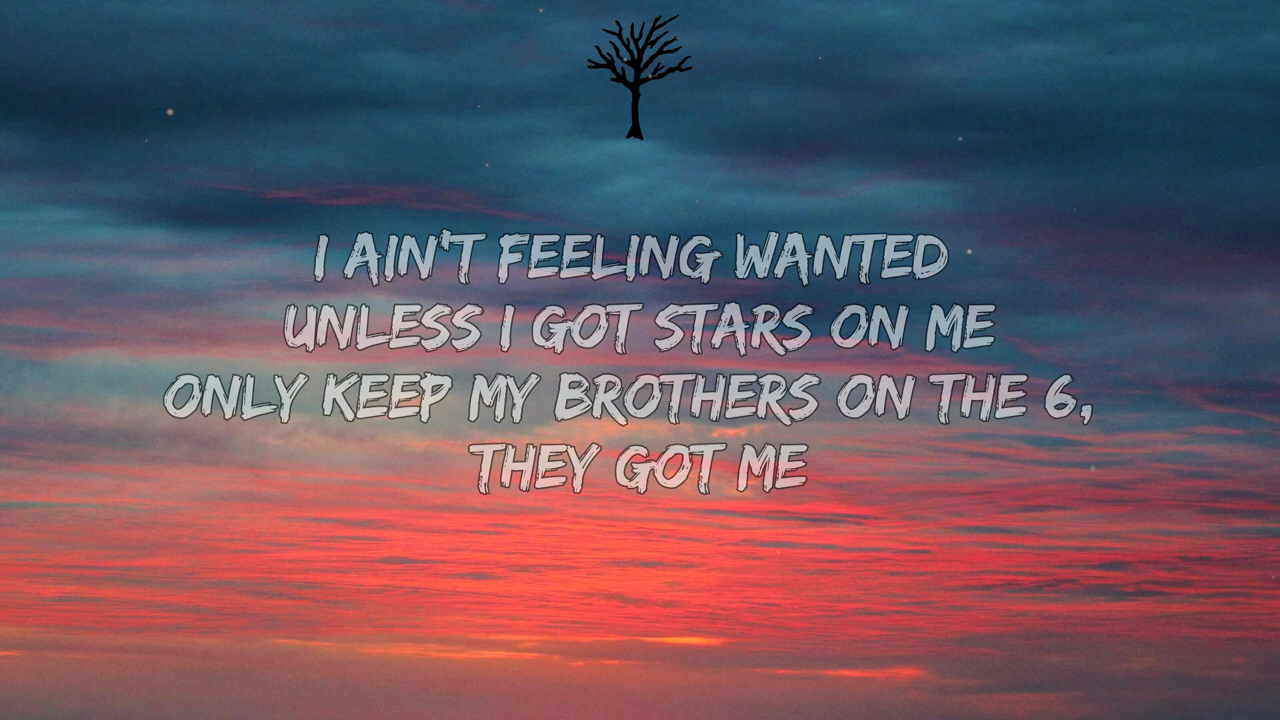 I AIN'T FEELING WANTED
UNLESS I GOT STARS ON ME
ONLY KEEP MY BROTHERS ON THE 6,
THEY GOT ME